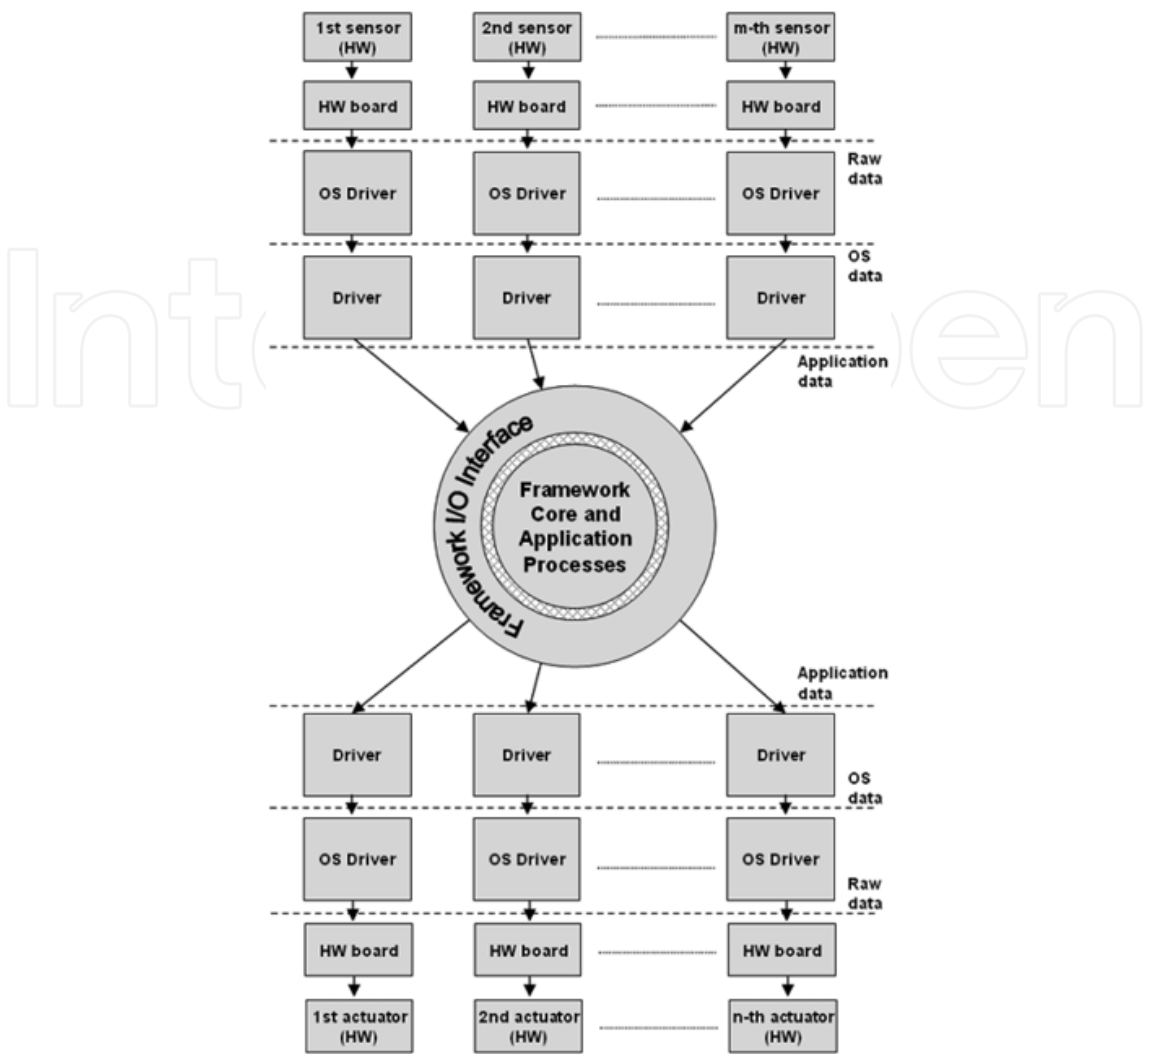 1st sensor
(HW)
2nd sensor
(HW)
m-th sensor
(HW)
HW board
HW board
HW board
Raw
data
OS Driver
OS Driver
OS Driver
OS
data
Driver
Driver
Driver
Application
data
Framework I/O Interface
Framework
Core and
Application
Processes
Application
data
Driver
Driver
Driver
OS
data
OS Driver
OS Driver
OS Driver
Raw
data
HW board
HW board
HW board
1st actuator
(HW)
2nd actuator
(HW)
n-th actuator
(HW)